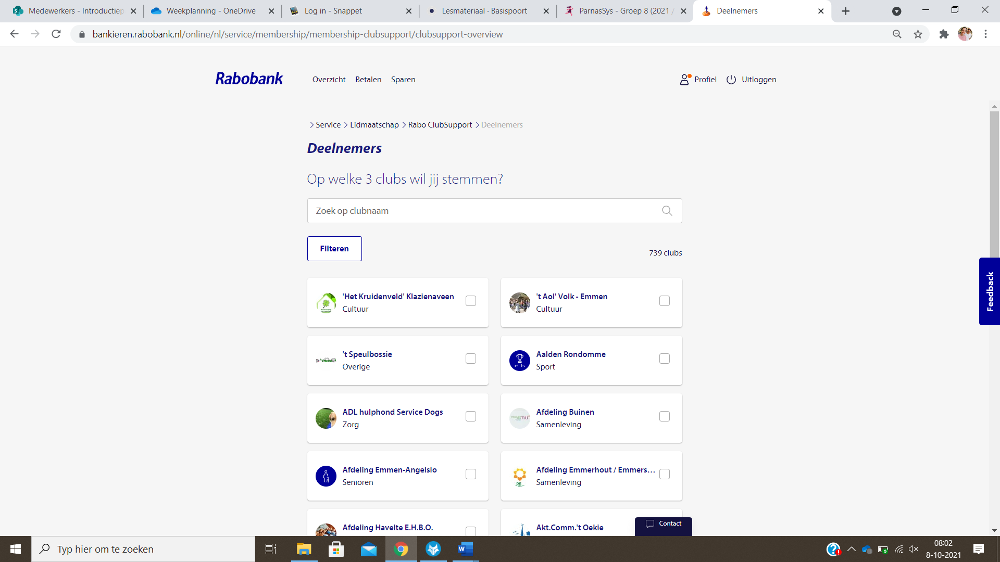 Medewerkers - Introductiep
Weekplanning - OneDrive
Log in - Snappet
Lesmateriaal · Basispoort
ParnasSys - Groep 8 (2021 /
Deelnemers
bankieren.rabobank.nl/online/nl/service/membership/membership-clubsupport/clubsupport-overview
Rabobank
Overzicht Betalen Sparen
Profiel Uitloggen
Service Lidmaatschap Rabo ClubSupport Deelnemers
Deelnemers
Op welke 3 clubs wil jij stemmen?
Zoek op clubnaam
Filteren
739 clubs
Feedback
'Het Kruidenveld' Klazienaveen
Cultuur
't Aol' Volk - Emmen
Cultuur
't Speulbossie
Overige
Aalden Rondomme
Sport
ADL hulphond Service Dogs
Zorg
Afdeling Buinen
Samenleving
Afdeling Emmen-Angelslo
Senioren
Afdeling Emmerhout / Emmers...
Samenleving
Afdeling Havelte E.H.B.O.
Akt.Comm.'t Oekie
Contact
Typ hier om te zoeken
08:02
8-10-2021